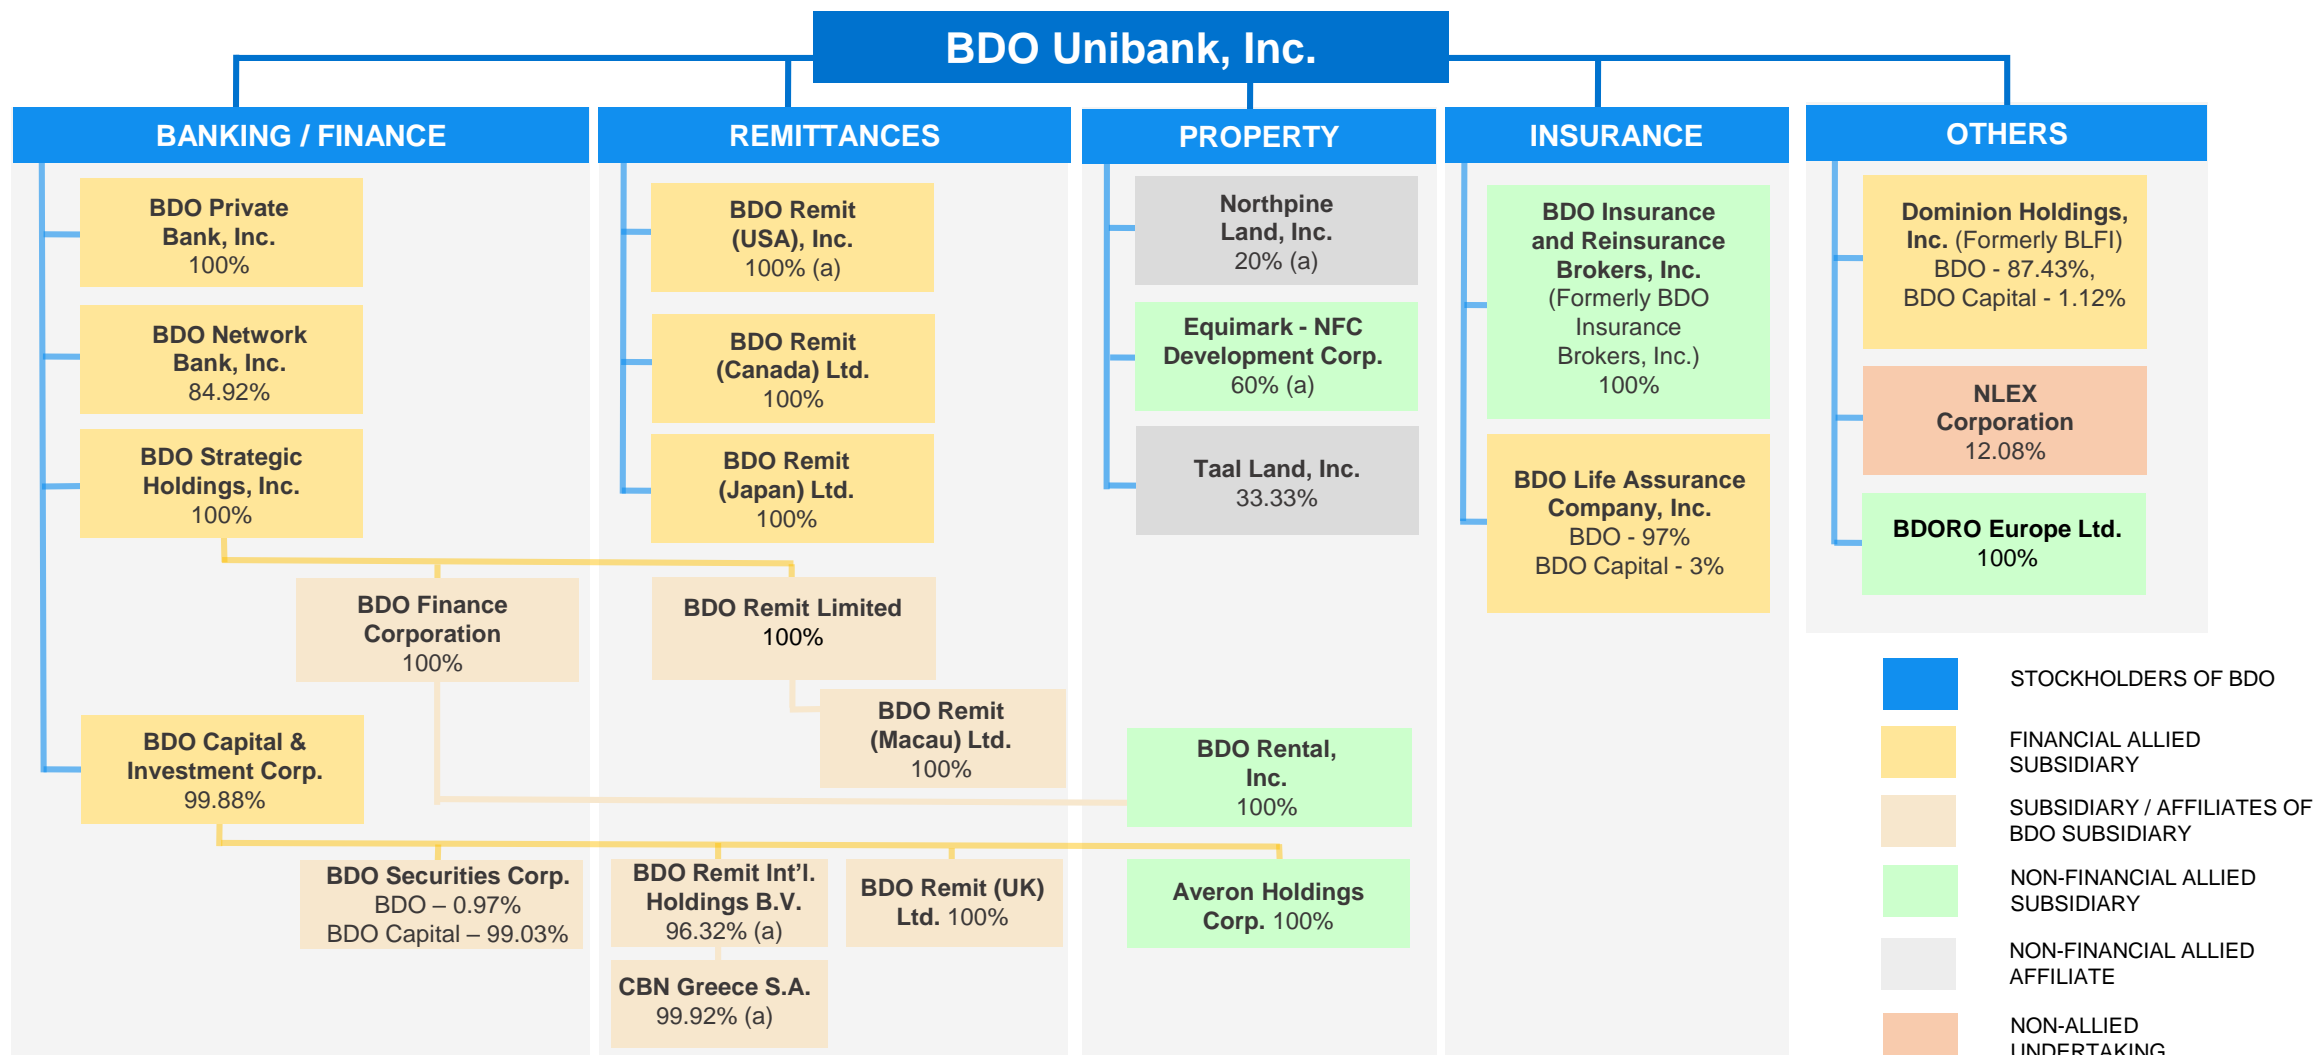 BDO Unibank, Inc.
BANKING / FINANCE
BDO Private
Bank, Inc.
100%
BDO Network
Bank, Inc.
84.92%
BDO Strategic
Holdings, Inc.
100%
BDO Finance
Corporation
100%
BDO Capital &
Investment Corp.
99.88%
BDO Securities Corp.
BDO – 0.97%
BDO Capital – 99.03%
REMITTANCES
BDO Remit
(USA), Inc.
100% (a)
BDO Remit
(Canada) Ltd.
100%
BDO Remit
(Japan) Ltd.
100%
BDO Remit Limited
100%
BDO Remit
(Macau) Ltd.
100%
BDO Remit Int’l.
Holdings B.V.
96.32% (a)
BDO Remit (UK)
Ltd. 100%
CBN Greece S.A.
99.92% (a)
PROPERTY
Northpine
Land, Inc.
20% (a)
Equimark - NFC
Development Corp.
60% (a)
Taal Land, Inc.
33.33%
BDO Rental,
Inc.
100%
Averon Holdings
Corp. 100%
INSURANCE
BDO Insurance
and Reinsurance
Brokers, Inc.
(Formerly BDO
Insurance
Brokers, Inc.)
100%
BDO Life Assurance
Company, Inc.
BDO - 97%
BDO Capital - 3%
OTHERS
Dominion Holdings,
Inc. (Formerly BLFI)
BDO - 87.43%,
BDO Capital - 1.12%
NLEX
Corporation
12.08%
BDORO Europe Ltd.
100%
STOCKHOLDERS OF BDO
FINANCIAL ALLIED
SUBSIDIARY
SUBSIDIARY / AFFILIATES OF
BDO SUBSIDIARY
NON-FINANCIAL ALLIED
SUBSIDIARY
NON-FINANCIAL ALLIED
AFFILIATE
NON-ALLIED
UNDERTAKING